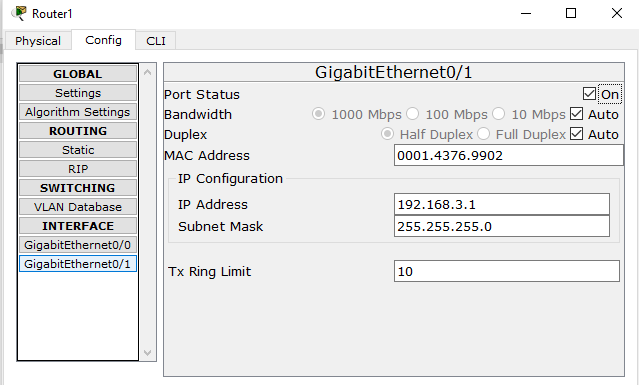 Router1
Physical Config CLI
GLOBAL
Settings
Algorithm Settings
ROUTING
Static
RIP
SWITCHING
VLAN Database
INTERFACE
GigabitEthernet0/0
GigabitEthernet0/1
GigabitEthernet0/1
Port Status On
Bandwidth 1000 Mbps 100 Mbps 10 Mbps Auto
Duplex Half Duplex Full Duplex Auto
MAC Address 0001.4376.9902
IP Configuration
IP Address 192.168.3.1
Subnet Mask 255.255.255.0
Tx Ring Limit 10